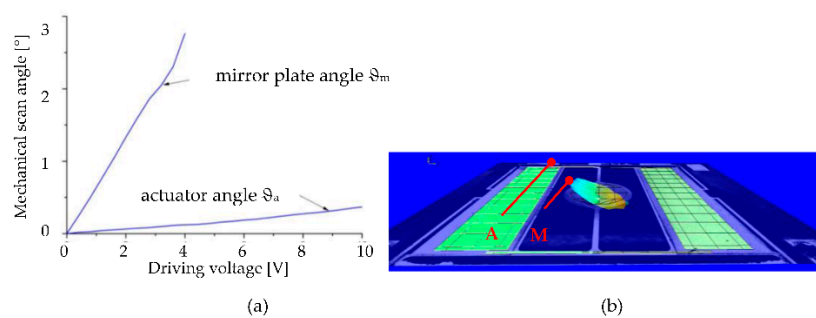 (a)
3
2
1
0
Mechanical scan angle [°]
mirror plate angle ϑm
actuator angle ϑa
0 2 4 6 8 10
Driving voltage [V]
(b)
A M
(a) (b)